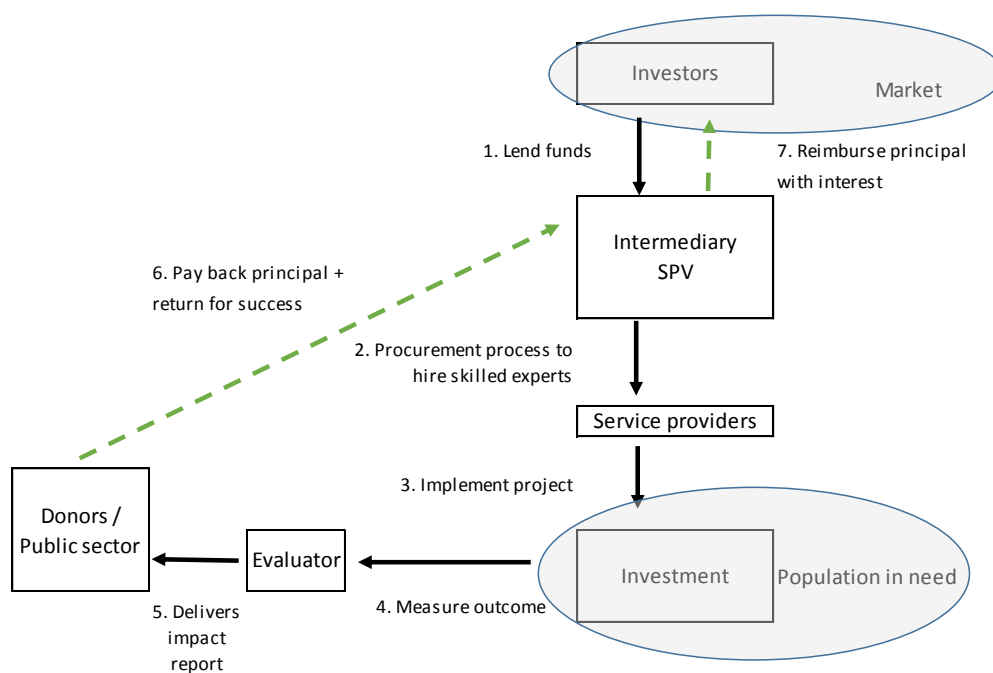 Investors
Market
1. Lend funds
7. Reimburse principal
with interest
Intermediary
SPV
6. Pay back principal +
return for success
2. Procurement process to
hire skilled experts
Service providers
3. Implement project
Donors /
Public sector
Evaluator
Investment
Population in need
4. Measure outcome
5. Delivers
impact
report